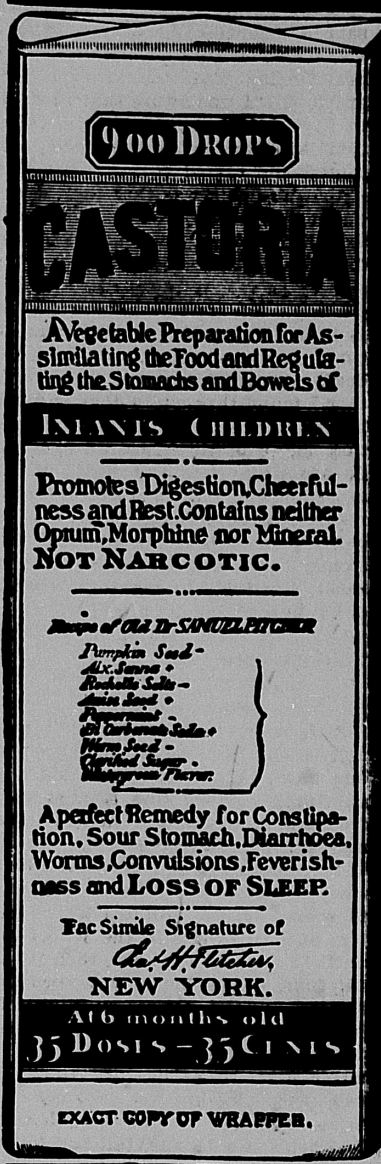 900 DROPS
CASTORIA
AVegetable Preparation for As-
similating the Food and Regula-
ting the Stomachs and Bowels of
INFANTS CHILDREN
Promotes Digestion,Cheerful-
ness and Rest.Contains neither
Opium,Morphine nor Mineral.
NOT NARCOTIC.
Recipe of Old Dr SAMUEL PITCHER
Pumpkin Seed -
Alx. Senna +
Rochelle Salts -
Anise Seed +
Peppermint -
Bi Carbonate Soda +
Worm Seed -
Clarified Sugar .
Wintergreen Flavor.
A perfect Remedy for Constipa-
tion, Sour Stomach,Diarrhoea,
Worms,Convulsions,Feverish-
ness and LOSS OF SLEEP.
Fac Simile Signature of
Chas. H. Fletcher.
NEW YORK.
At 6 months old
35 DOSES - 35 CENTS
EXACT COPY OF WRAPPER.